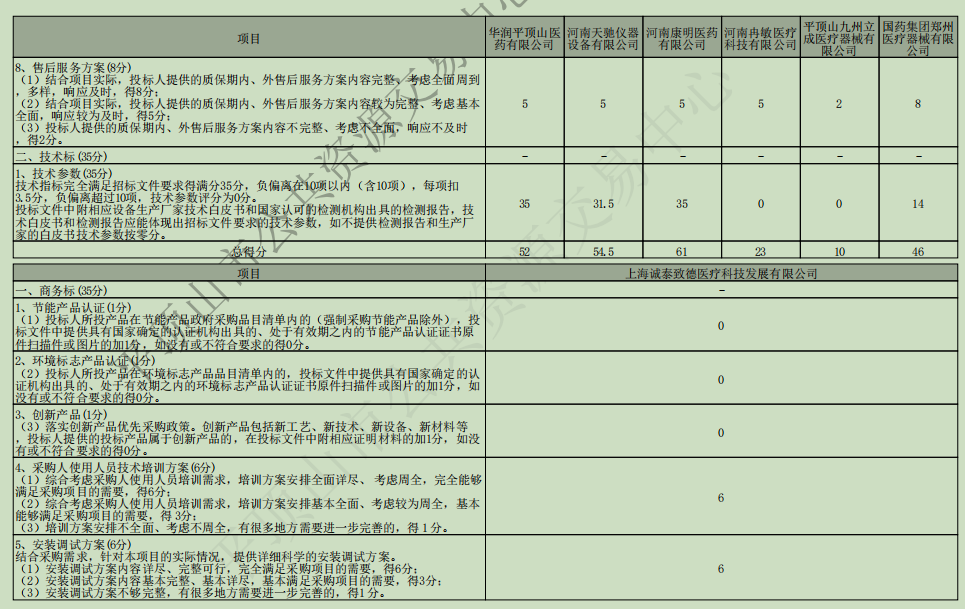 项目
华润平顶山医药有限公司
河南天驰仪器设备有限公司
河南康明医药有限公司
河南冉敏医疗科技有限公司
平顶山九州立成医疗器械有限公司
国药集团郑州医疗器械有限公司
8、售后服务方案(8分)
（1）结合项目实际，投标人提供的质保期内、外售后服务方案内容完整、考虑全面周到
，多样，响应及时，得8分；
（2）结合项目实际，投标人提供的质保期内、外售后服务方案内容较为完整、考虑基本
全面，响应较为及时，得5分；
（3）投标人提供的质保期内、外售后服务方案内容不完整、考虑不全面，响应不及时
，得2分。
5 5 5 5 2 8
二、技术标(35分)
– – – – – –
1、技术参数(35分)
技术指标完全满足招标文件要求得满分35分，负偏离在10项以内（含10项），每项扣
3.5分，负偏离超过10项，技术参数评分为0分。
投标文件中附相应设备生产厂家技术白皮书和国家认可的检测机构出具的检测报告，技
术白皮书和检测报告应能体现出招标文件要求的技术参数，如不提供检测报告和生产厂
家的白皮书技术参数按零分。
35 31.5 35 0 0 14
总得分 52 54.5 61 23 10 46
项目 上海诚泰致德医疗科技发展有限公司
一、商务标(35分) –
1、节能产品认证(1分)
（1）投标人所投产品在节能产品政府采购品目清单内的（强制采购节能产品除外），投
标文件中提供具有国家确定的认证机构出具的、处于有效期之内的节能产品认证证书原
件扫描件或图片的加1分，如没有或不符合要求的得0分。
0
2、环境标志产品认证(1分)
（2）投标人所投产品在环境标志产品品目清单内的，投标文件中提供具有国家确定的认
证机构出具的、处于有效期之内的环境标志产品认证证书原件扫描件或图片的加1分，如
没有或不符合要求的得0分。
0
3、创新产品(1分)
（3）落实创新产品优先采购政策。创新产品包括新工艺、新技术、新设备、新材料等
，投标人提供的投标产品属于创新产品的，在投标文件中附相应证明材料的加1分，如没
有或不符合要求的得0分。
0
4、采购人使用人员技术培训方案(6分)
（1）综合考虑采购人使用人员培训需求，培训方案安排全面详尽、 考虑周全，完全能够
满足采购项目的需要，得6分；
（2）综合考虑采购人使用人员培训需求，培训方案安排基本全面、考虑较为周全，基本
能够满足采购项目的需要，得 3分；
（3）培训方案安排不全面、考虑不周全，有很多地方需要进一步完善的，得 1 分。
6
5、安装调试方案(6分)
结合采购需求，针对本项目的实际情况，提供详细科学的安装调试方案。
（1）安装调试方案内容详尽、完整可行，完全满足采购项目的需要，得6分；
（2）安装调试方案内容基本完整、基本详尽，基本满足采购项目的需要，得3分；
（3）安装调试方案不够完整，有很多地方需要进一步完善的，得1 分。
6
平顶山市公共资源交易中心
平顶山市公共资源交易中心